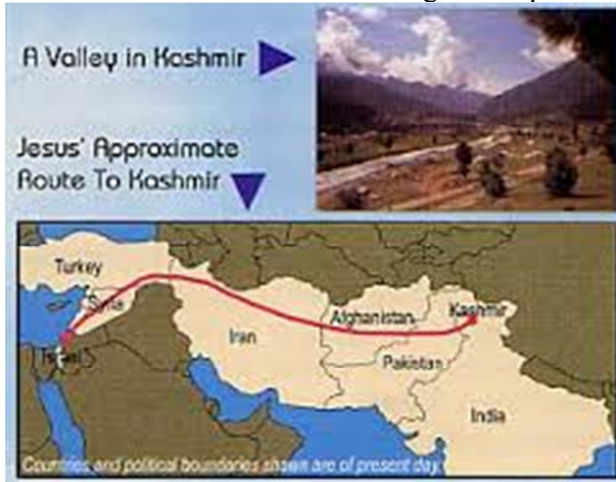 A Valley in Kashmir
Jesus' Approximate
Route To Kashmir
Turkey
Syria
Israel
Iran
Afghanistan
Kashmir
Pakistan
India
Countries and political boundaries shown are of present day.